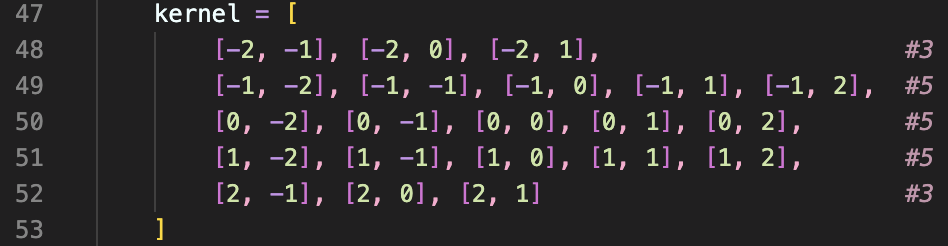 47 kernel = [
48 [-2, -1], [-2, 0], [-2, 1], #3
49 [-1, -2], [-1, -1], [-1, 0], [-1, 1], [-1, 2], #5
50 [0, -2], [0, -1], [0, 0], [0, 1], [0, 2], #5
51 [1, -2], [1, -1], [1, 0], [1, 1], [1, 2], #5
52 [2, -1], [2, 0], [2, 1] #3
53 ]